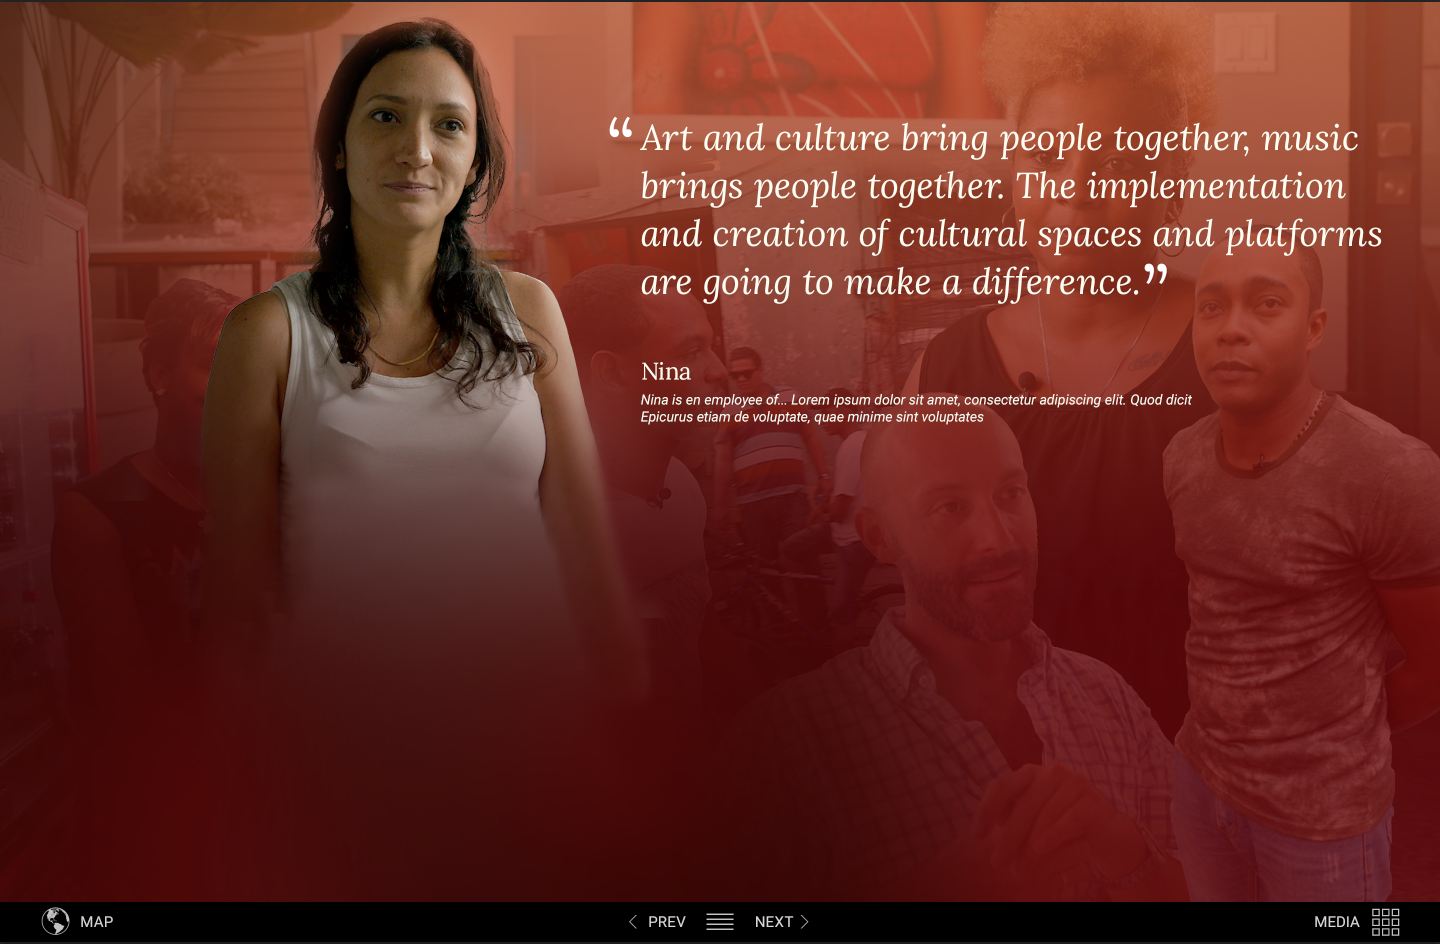 “Art and culture bring people together, music
brings people together. The implementation
and creation of cultural spaces and platforms
are going to make a difference.”
Nina
Nina is en employee of... Lorem ipsum dolor sit amet, consectetur adipiscing elit. Quod dicit
Epicurus etiam de voluptate, quae minime sint voluptates
MAP
PREV
NEXT
MEDIA